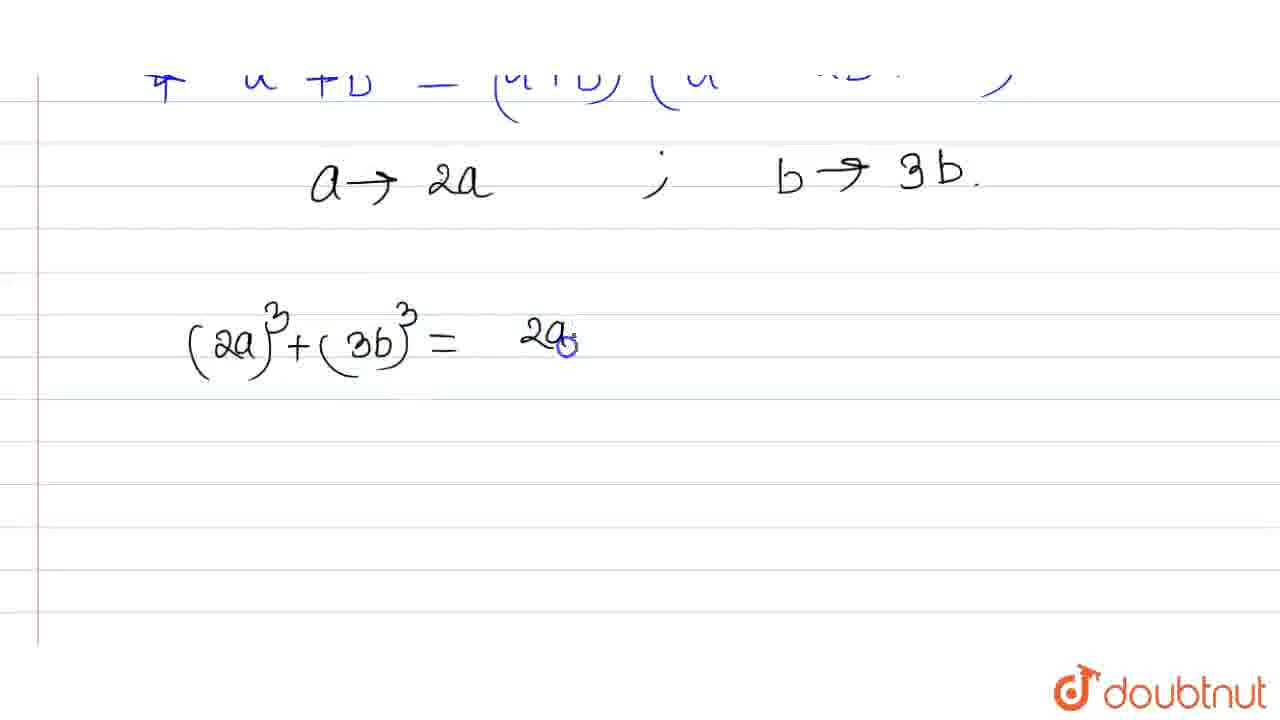 a → 2a ; b → 3b.
(2a)³ + (3b)³ = 2a
doubtnut